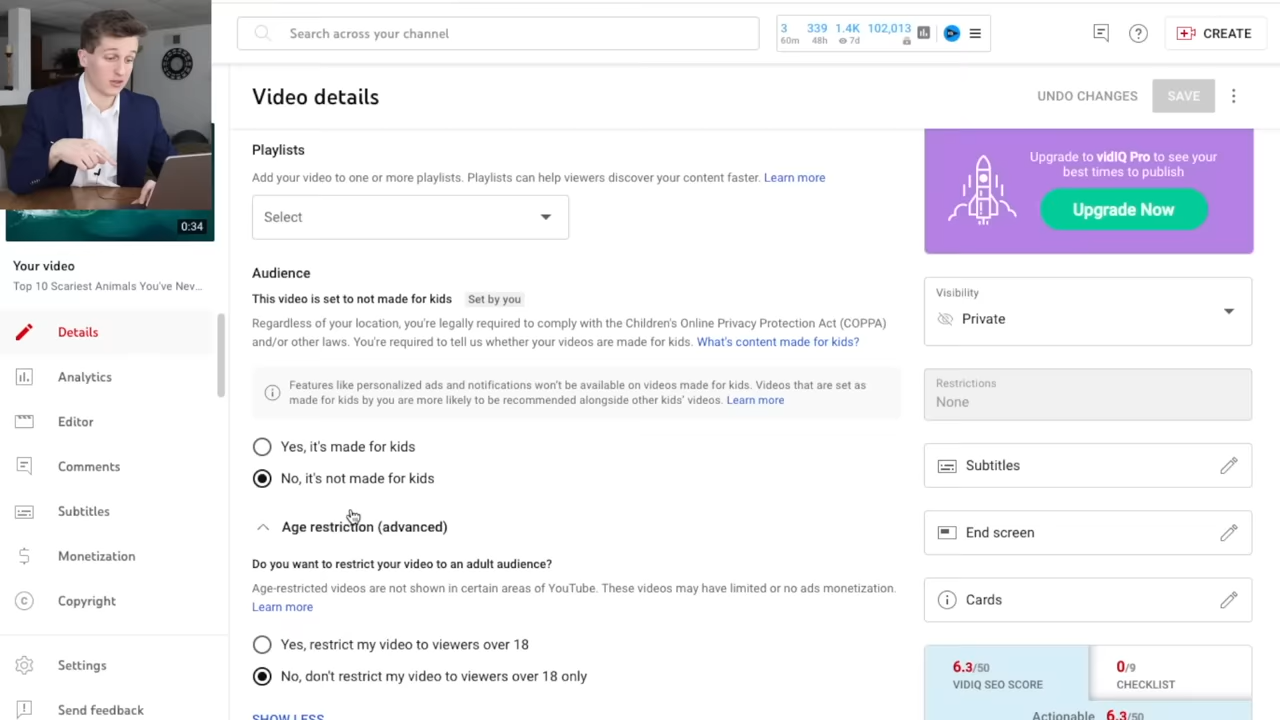 Search across your channel
3 339 1.4K 102,013
60m 48h 7d
CREATE
Video details
UNDO CHANGES
SAVE
0:34
Your video
Top 10 Scariest Animals You've Nev...
Details
Analytics
Editor
Comments
Subtitles
Monetization
Copyright
Settings
Send feedback
Playlists
Add your video to one or more playlists. Playlists can help viewers discover your content faster. Learn more
Select
Audience
This video is set to not made for kids Set by you
Regardless of your location, you're legally required to comply with the Children's Online Privacy Protection Act (COPPA)
and/or other laws. You're required to tell us whether your videos are made for kids. What's content made for kids?
Features like personalized ads and notifications won't be available on videos made for kids. Videos that are set as
made for kids by you are more likely to be recommended alongside other kids' videos. Learn more
Yes, it's made for kids
No, it's not made for kids
Age restriction (advanced)
Do you want to restrict your video to an adult audience?
Age-restricted videos are not shown in certain areas of YouTube. These videos may have limited or no ads monetization.
Learn more
Yes, restrict my video to viewers over 18
No, don't restrict my video to viewers over 18 only
SHOW LESS
Upgrade to vidIQ Pro to see your
best times to publish
Upgrade Now
Visibility
Private
Restrictions
None
Subtitles
End screen
Cards
6.3/50
VIDIQ SEO SCORE
0/9
CHECKLIST
Actionable 6.3/50